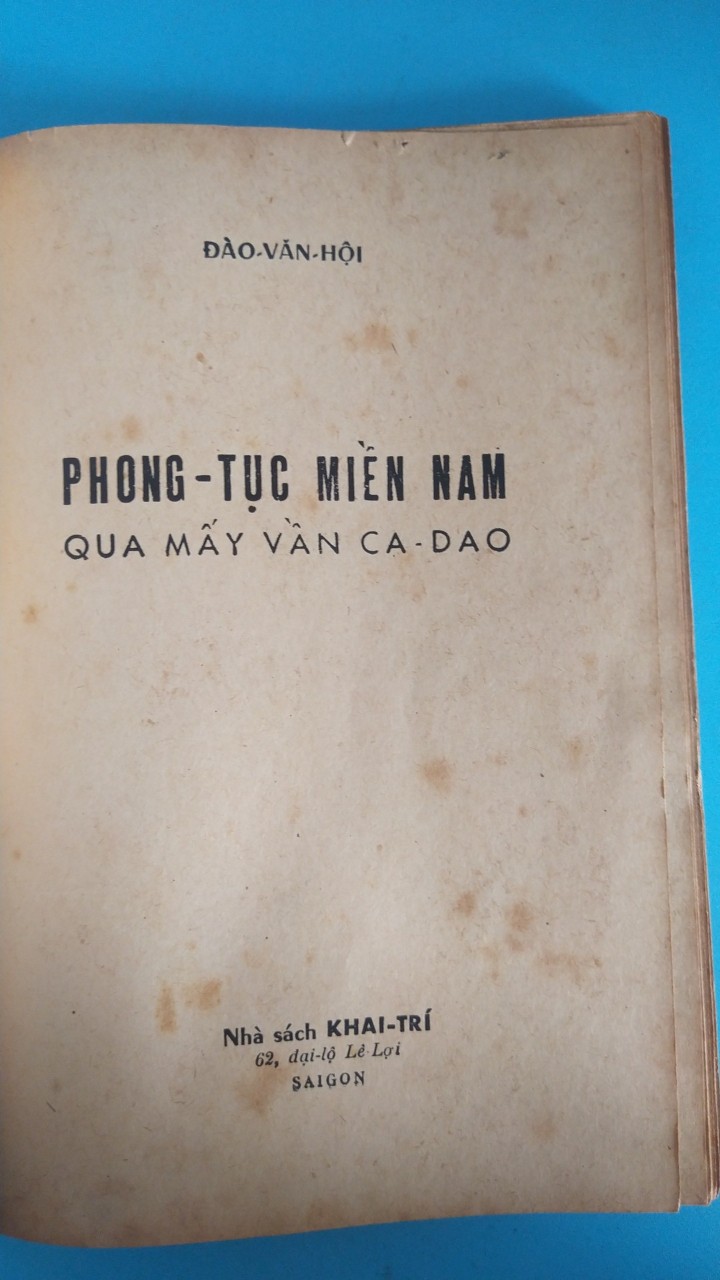 ĐÀO-VĂN-HỘI
PHONG-TỤC MIỀN NAM
QUA MẤY VẦN CA-DAO
Nhà sách KHAI-TRÍ
62, đại-lộ Lê Lợi
SAIGON